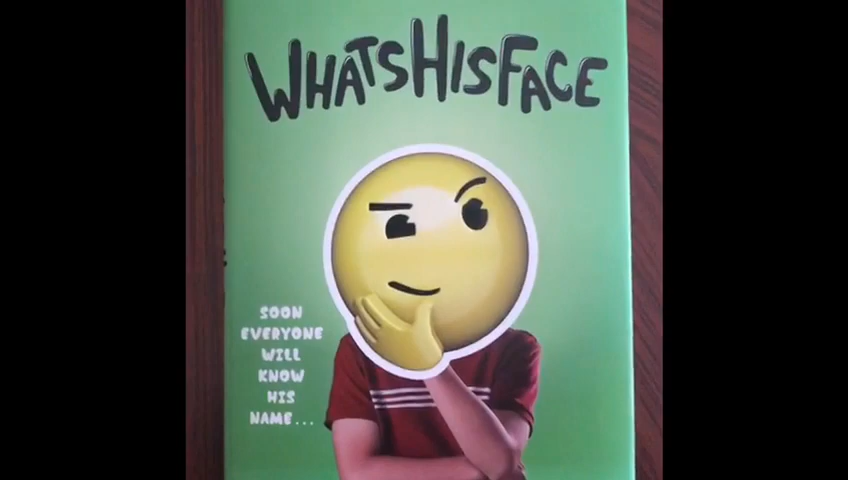 WHATSHISFACE
SOON
EVERYONE
WILL
KNOW
HIS
NAME...